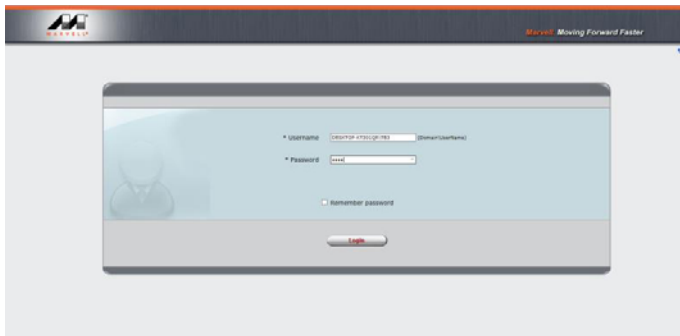 MARVELL®
Marvell. Moving Forward Faster
* Username (Domain\UserName)
* Password ****
Remember password
Login